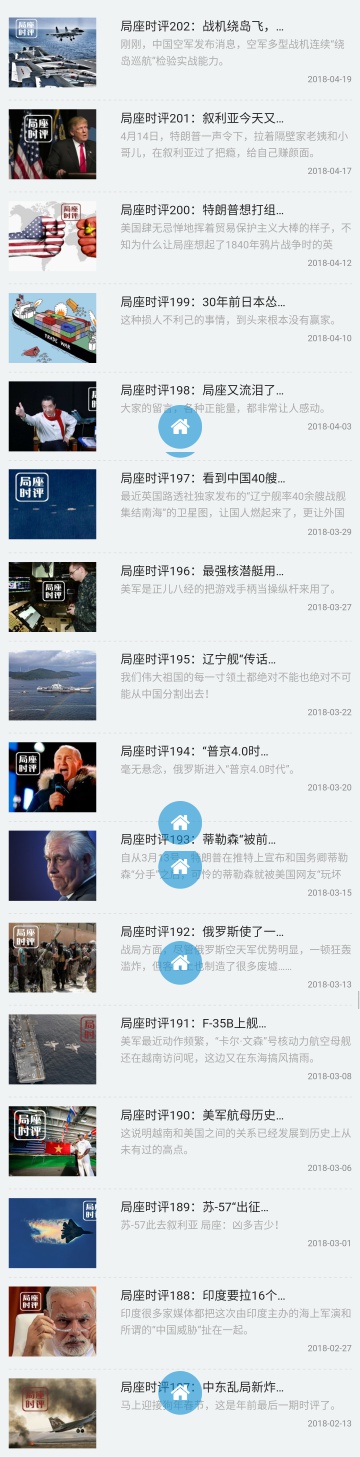 局座时评202：战机绕岛飞，...
刚刚，中国空军发布消息，空军多型战机连续“绕
岛巡航”检验实战能力。
2018-04-19
局座时评
局座时评201：叙利亚今天又...
4月14日，特朗普一声令下，拉着隔壁家老姨和小
哥儿，在叙利亚过了把瘾，给自己赚颜面。
2018-04-17
局座时评
局座时评200：特朗普想打组...
美国肆无忌惮地挥着贸易保护主义大棒的样子，不
知为什么让局座想起了1840年鸦片战争时的英
2018-04-12
TRADE WAR
局座时评199：30年前日本怂...
这种损人不利己的事情，到头来根本没有赢家。
2018-04-10
局座时评198：局座又流泪了...
大家的留言，各种正能量，都非常让人感动。
2018-04-03
局座时评
局座时评197：看到中国40艘...
最近英国路透社独家发布的“辽宁舰率40余艘战舰
集结南海”的卫星图，让国人燃起来了，更让外国
2018-03-29
局座时评
局座时评196：最强核潜艇用...
美军是正儿八经的把游戏手柄当操纵杆来用了。
2018-03-27
局座时评195：辽宁舰“传话...
我们伟大祖国的每一寸领土都绝对不能也绝对不可
能从中国分割出去！
2018-03-22
局座时评
局座时评194：“普京4.0时...
毫无悬念，俄罗斯进入“普京4.0时代”。
2018-03-20
局座时评193：蒂勒森“被前...
自从3月13号，特朗普在推特上宣布和国务卿蒂勒
森“分手”之后，可怜的蒂勒森就被美国网友“玩坏
2018-03-15
局座时评
局座时评192：俄罗斯使了一...
战局方面，尽管俄罗斯空天军优势明显，一顿狂轰
滥炸，但也制造了很多废墟......
2018-03-13
局座时评191：F-35B上舰...
美军最近动作频繁，“卡尔·文森”号核动力航空母舰
还在越南访问呢，这边又在东海搞风搞雨。
2018-03-08
局座时评
局座时评190：美军航母历史...
这说明越南和美国之间的关系已经发展到历史上从
未有过的高点。
2018-03-06
局座时评189：苏-57“出征...
苏-57此去叙利亚 局座：凶多吉少！
2018-03-01
局座时评
局座时评188：印度要拉16个...
印度很多家媒体都把这次由印度主办的海上军演和
所谓的“中国威胁”扯在一起。
2018-02-27
局座时评
局座时评187：中东乱局新炸...
马上迎接狗年春节，这是年前最后一期时评了。
2018-02-13